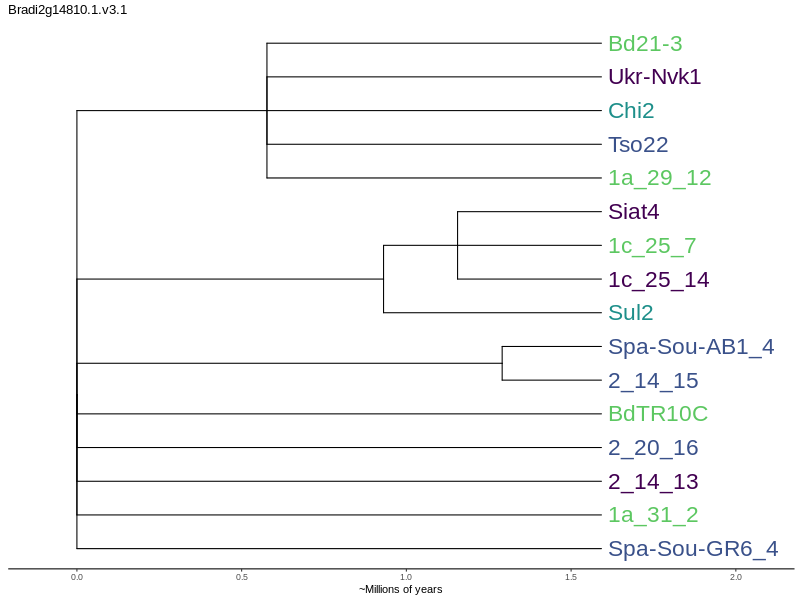 Bradi2g14810.1.v3.1
Bd21-3
Ukr-Nvk1
Chi2
Tso22
1a_29_12
Siat4
1c_25_7
1c_25_14
Sul2
Spa-Sou-AB1_4
2_14_15
BdTR10C
2_20_16
2_14_13
1a_31_2
Spa-Sou-GR6_4
0.0 0.5 1.0 1.5 2.0
~Millions of years